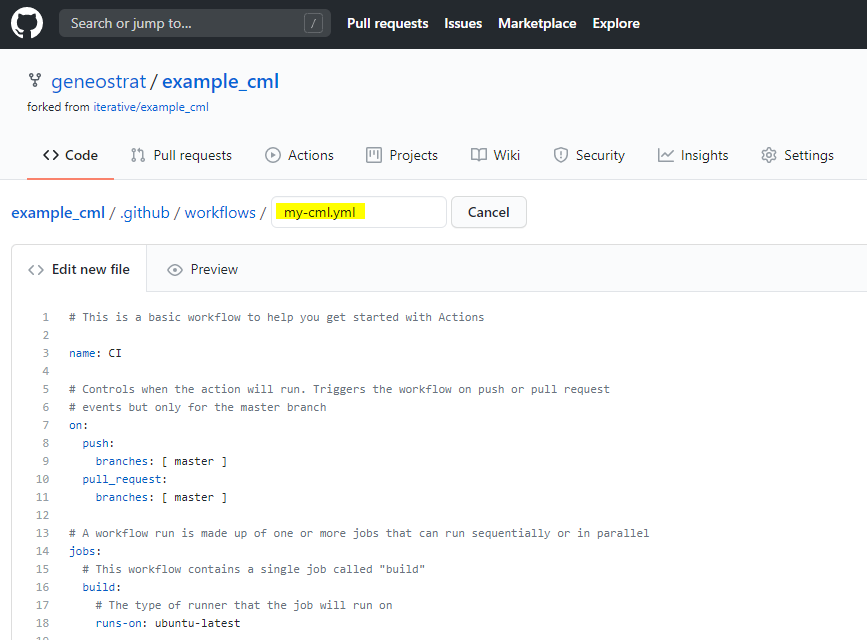 Search or jump to... / Pull requests Issues Marketplace Explore
geneostrat / example_cml
forked from iterative/example_cml
<> Code Pull requests Actions Projects Wiki Security Insights Settings
example_cml / .github / workflows / my-cml.yml Cancel
<> Edit new file Preview
1 # This is a basic workflow to help you get started with Actions
2
3 name: CI
4
5 # Controls when the action will run. Triggers the workflow on push or pull request
6 # events but only for the master branch
7 on:
8 push:
9 branches: [ master ]
10 pull_request:
11 branches: [ master ]
12
13 # A workflow run is made up of one or more jobs that can run sequentially or in parallel
14 jobs:
15 # This workflow contains a single job called "build"
16 build:
17 # The type of runner that the job will run on
18 runs-on: ubuntu-latest